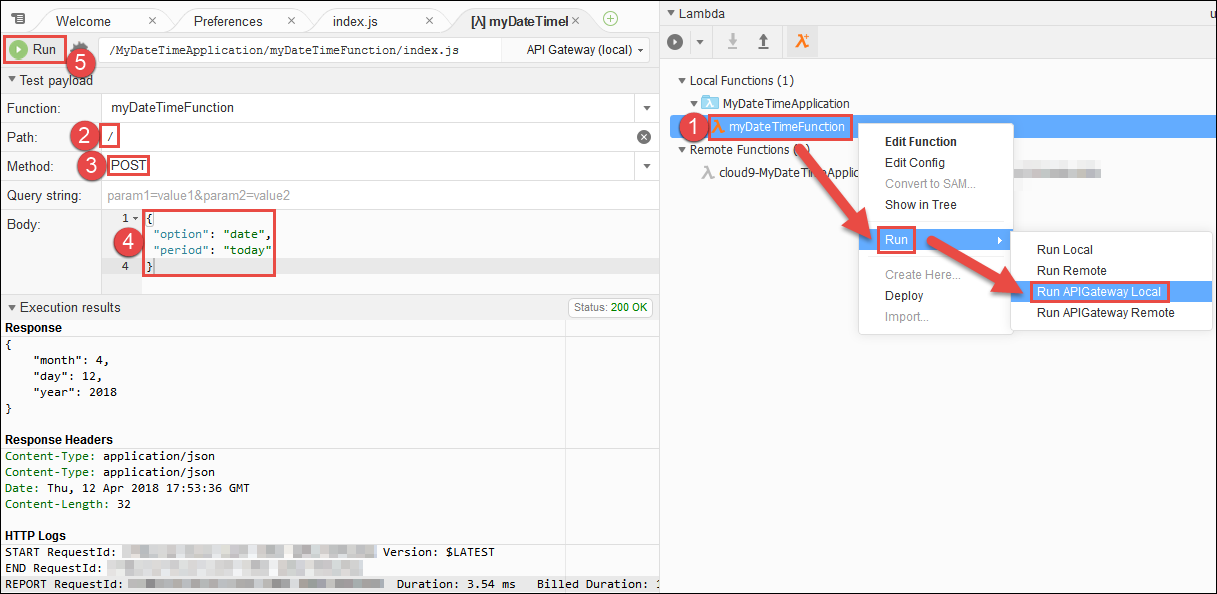 Welcome
Preferences
index.js
[λ] myDateTimeI
Run
5
/MyDateTimeApplication/myDateTimeFunction/index.js
API Gateway (local)
Test payload
Function:
myDateTimeFunction
Path:
2
/
Method:
3
POST
Query string:
param1=value1&param2=value2
Body:
4
1
{
"option": "date",
"period": "today"
4
}
Execution results
Status: 200 OK
Response
{
"month": 4,
"day": 12,
"year": 2018
}
Response Headers
Content-Type: application/json
Content-Type: application/json
Date: Thu, 12 Apr 2018 17:53:36 GMT
Content-Length: 32
HTTP Logs
START RequestId: Version: $LATEST
END RequestId:
REPORT RequestId: Duration: 3.54 ms Billed Duration:
Lambda
Local Functions (1)
MyDateTimeApplication
1
myDateTimeFunction
Remote Functions
cloud9-MyDateTimeApplic
Edit Function
Edit Config
Convert to SAM...
Show in Tree
Run
Create Here...
Deploy
Import...
Run Local
Run Remote
Run APIGateway Local
Run APIGateway Remote